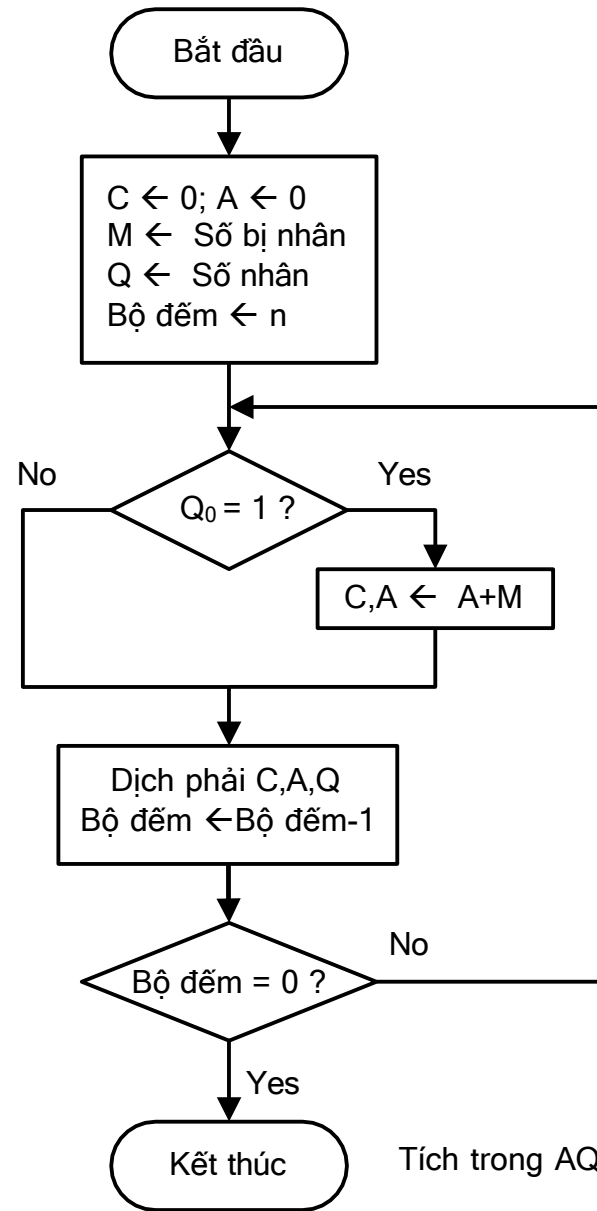 Bắt đầu
C ← 0; A ← 0
M ← Số bị nhân
Q ← Số nhân
Bộ đếm ← n
No
Yes
Q₀ = 1 ?
C,A ← A+M
Dịch phải C,A,Q
Bộ đếm ←Bộ đếm-1
No
Bộ đếm = 0 ?
Yes
Kết thúc
Tích trong AQ